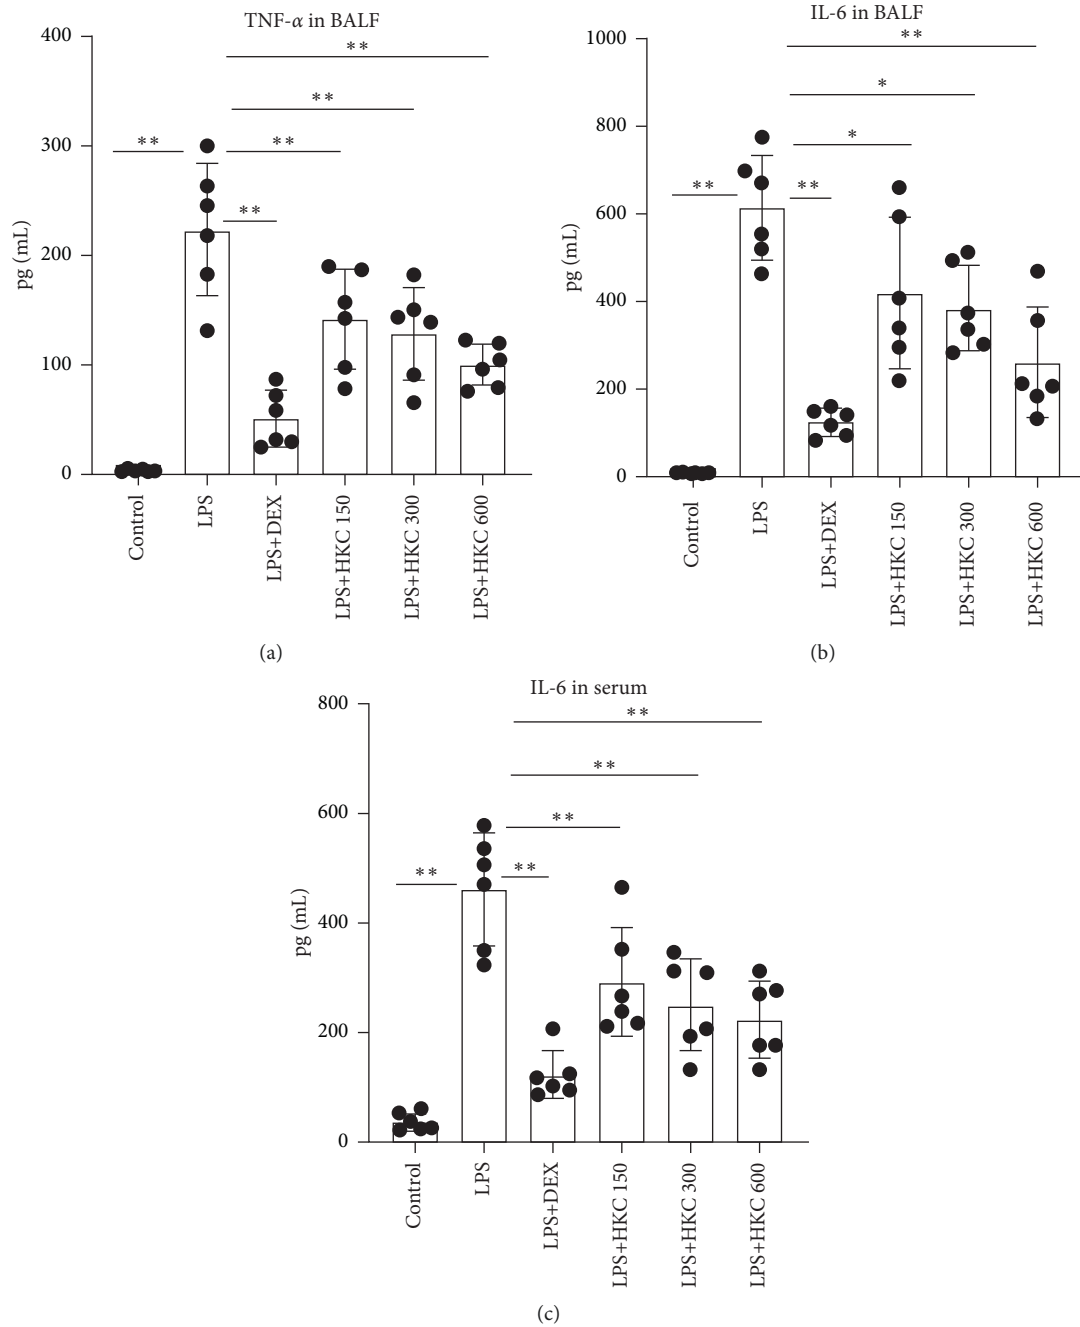 TNF-α in BALF
400
300
200
100
0
pg (mL)
**
**
**
**
**
Control
LPS
LPS+DEX
LPS+HKC 150
LPS+HKC 300
LPS+HKC 600
(a)
IL-6 in BALF
1000
800
600
400
200
0
pg (mL)
**
*
*
**
**
Control
LPS
LPS+DEX
LPS+HKC 150
LPS+HKC 300
LPS+HKC 600
(b)
IL-6 in serum
800
600
400
200
0
pg (mL)
**
**
**
**
**
Control
LPS
LPS+DEX
LPS+HKC 150
LPS+HKC 300
LPS+HKC 600
(c)